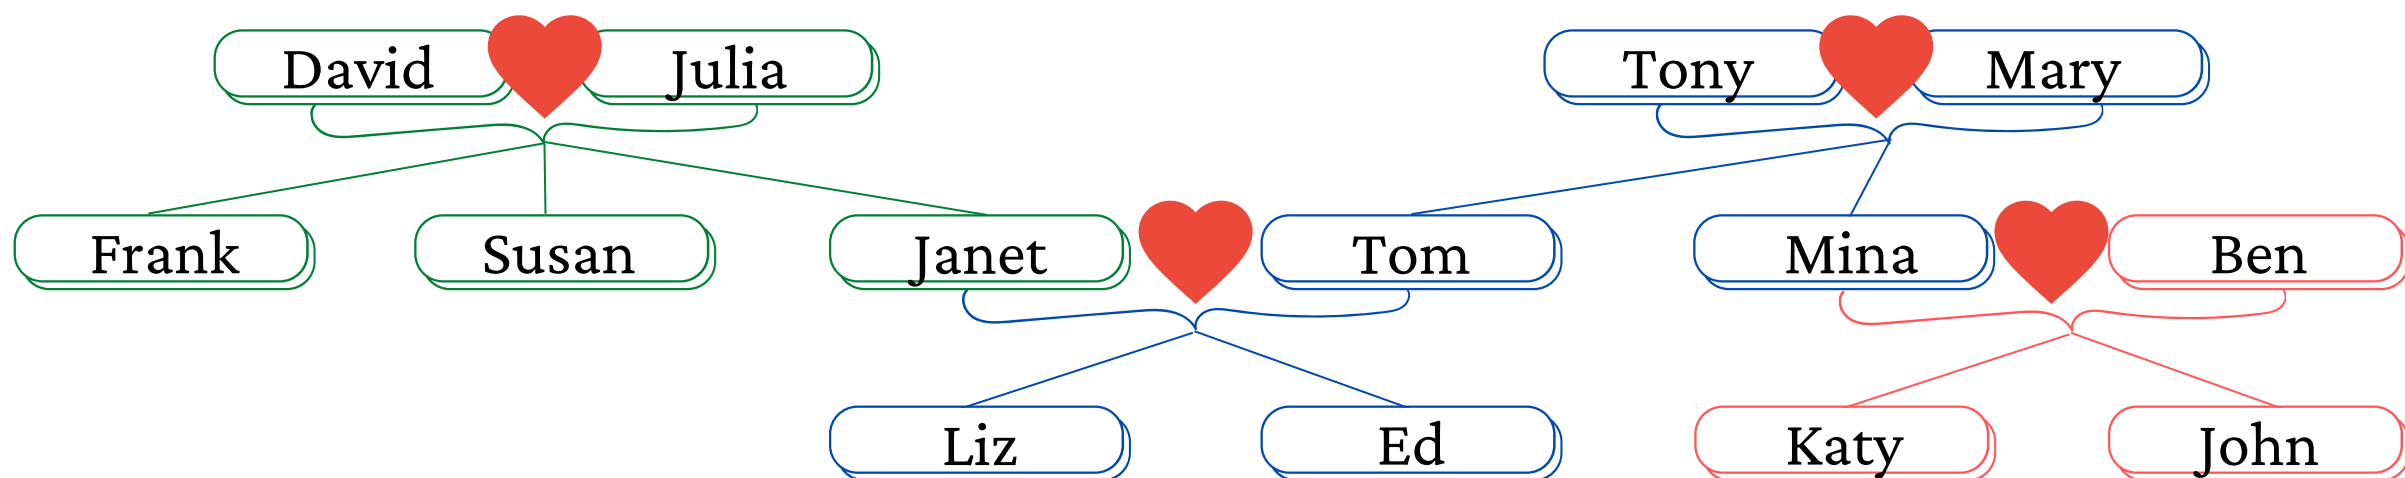 David
Julia
Tony
Mary
Frank
Susan
Janet
Tom
Mina
Ben
Liz
Ed
Katy
John